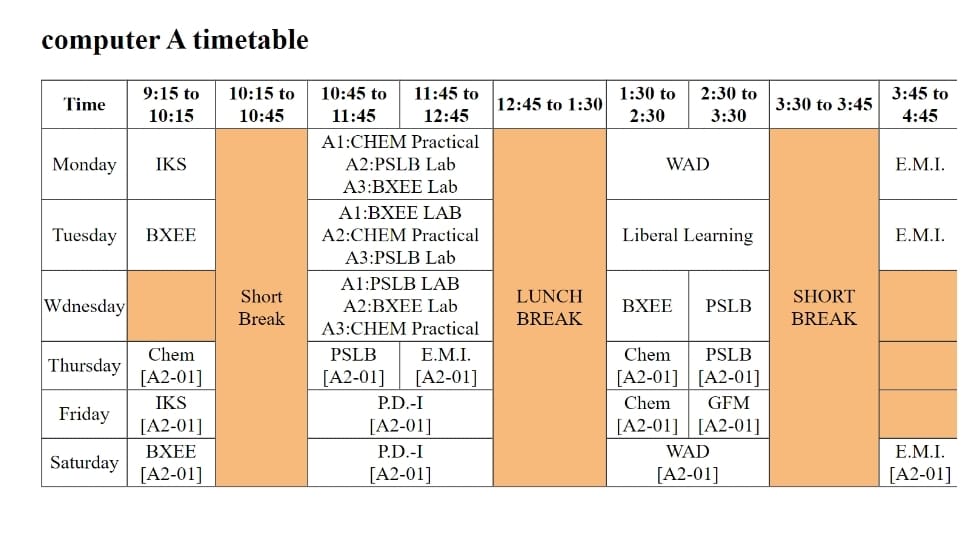 computer A timetable
Time 9:15 to 10:15 10:15 to 10:45 10:45 to 11:45 11:45 to 12:45 12:45 to 1:30 1:30 to 2:30 2:30 to 3:30 3:30 to 3:45 3:45 to 4:45
Monday IKS
A1:CHEM Practical
A2:PSLB Lab
A3:BXEE Lab
WAD E.M.I.
Tuesday BXEE
A1:BXEE LAB
A2:CHEM Practical
A3:PSLB Lab
Liberal Learning E.M.I.
Wdnesday
Short
Break
A1:PSLB LAB
A2:BXEE Lab
A3:CHEM Practical
LUNCH
BREAK
BXEE PSLB
SHORT
BREAK
Thursday
Chem PSLB E.M.I. Chem PSLB
[A2-01] [A2-01] [A2-01] [A2-01] [A2-01]
Friday
IKS P.D.-I Chem GFM
[A2-01] [A2-01] [A2-01] [A2-01]
Saturday
BXEE P.D.-I WAD E.M.I.
[A2-01] [A2-01] [A2-01] [A2-01]